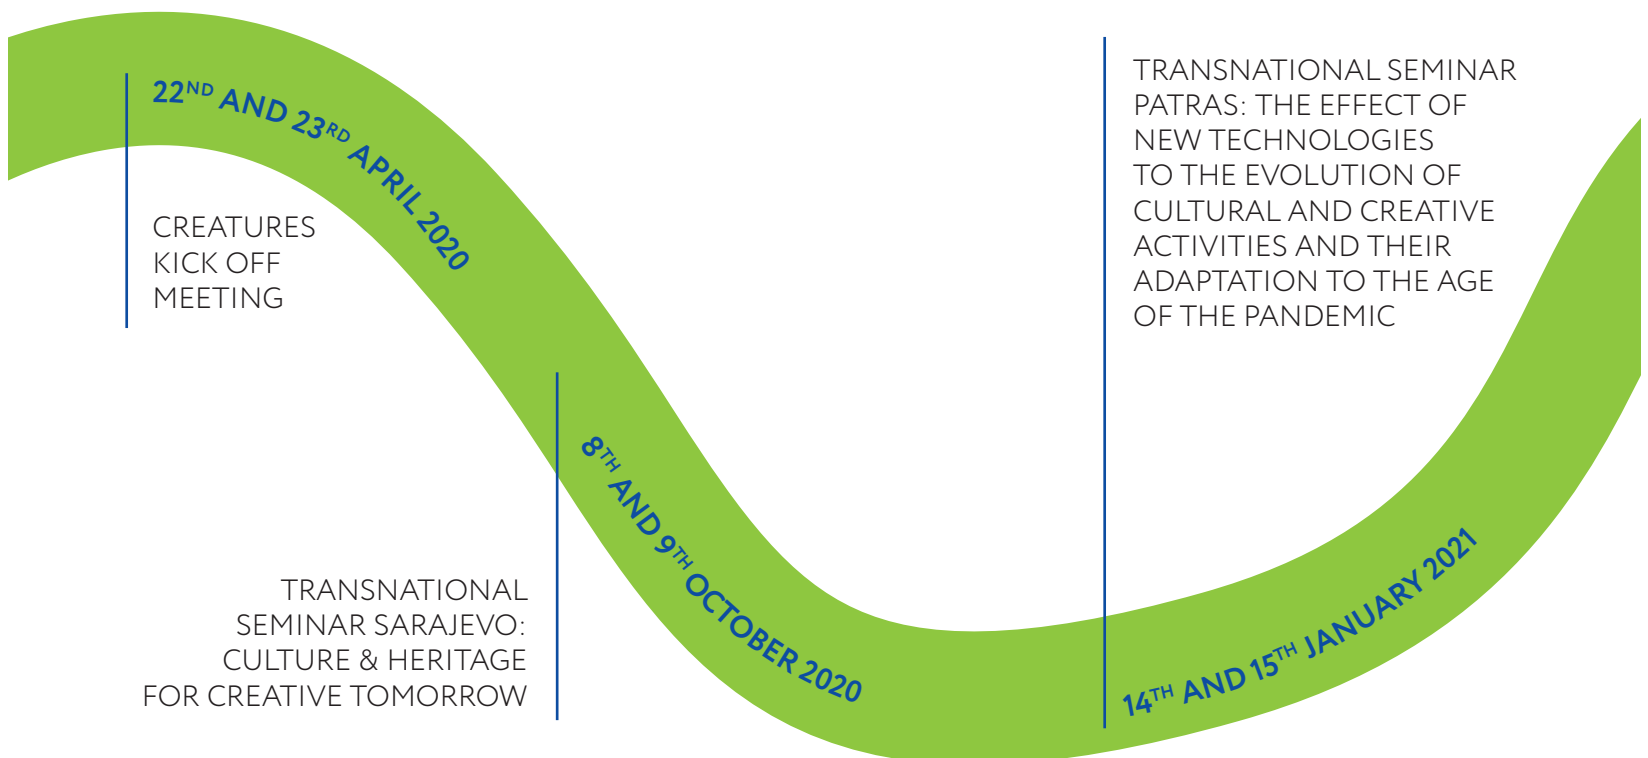 22ND AND 23RD APRIL 2020
CREATURES
KICK OFF
MEETING
8TH AND 9TH OCTOBER 2020
TRANSNATIONAL
SEMINAR SARAJEVO:
CULTURE & HERITAGE
FOR CREATIVE TOMORROW
TRANSNATIONAL SEMINAR
PATRAS: THE EFFECT OF
NEW TECHNOLOGIES
TO THE EVOLUTION OF
CULTURAL AND CREATIVE
ACTIVITIES AND THEIR
ADAPTATION TO THE AGE
OF THE PANDEMIC
14TH AND 15TH JANUARY 2021